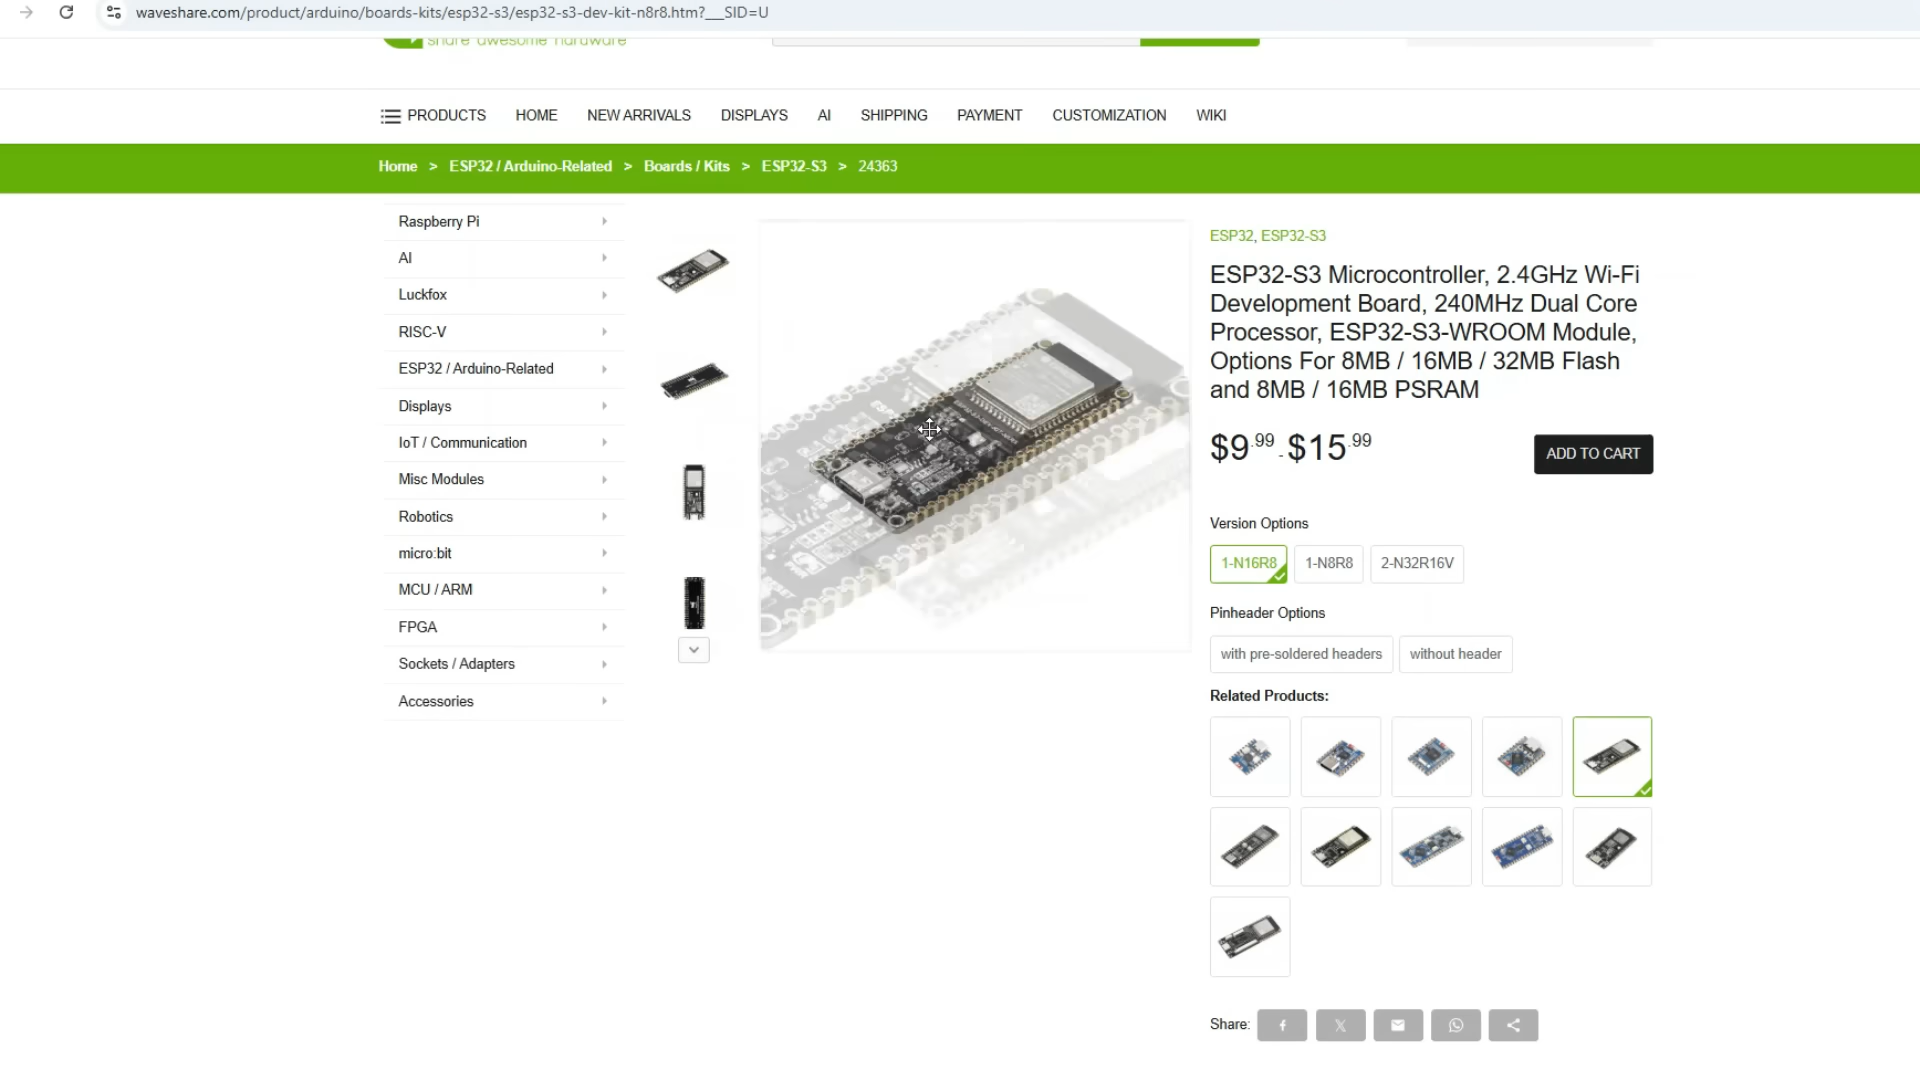 waveshare.com/product/arduino/boards-kits/esp32-s3/esp32-s3-dev-kit-n8r8.htm?___SID=U
share awesome hardware
PRODUCTS HOME NEW ARRIVALS DISPLAYS AI SHIPPING PAYMENT CUSTOMIZATION WIKI
Home > ESP32 / Arduino-Related > Boards / Kits > ESP32-S3 > 24363
Raspberry Pi
AI
Luckfox
RISC-V
ESP32 / Arduino-Related
Displays
IoT / Communication
Misc Modules
Robotics
micro:bit
MCU / ARM
FPGA
Sockets / Adapters
Accessories
ESP32, ESP32-S3
ESP32-S3 Microcontroller, 2.4GHz Wi-Fi
Development Board, 240MHz Dual Core
Processor, ESP32-S3-WROOM Module,
Options For 8MB / 16MB / 32MB Flash
and 8MB / 16MB PSRAM
$9.99 - $15.99
ADD TO CART
Version Options
1-N16R8 1-N8R8 2-N32R16V
Pinheader Options
with pre-soldered headers without header
Related Products:
Share: